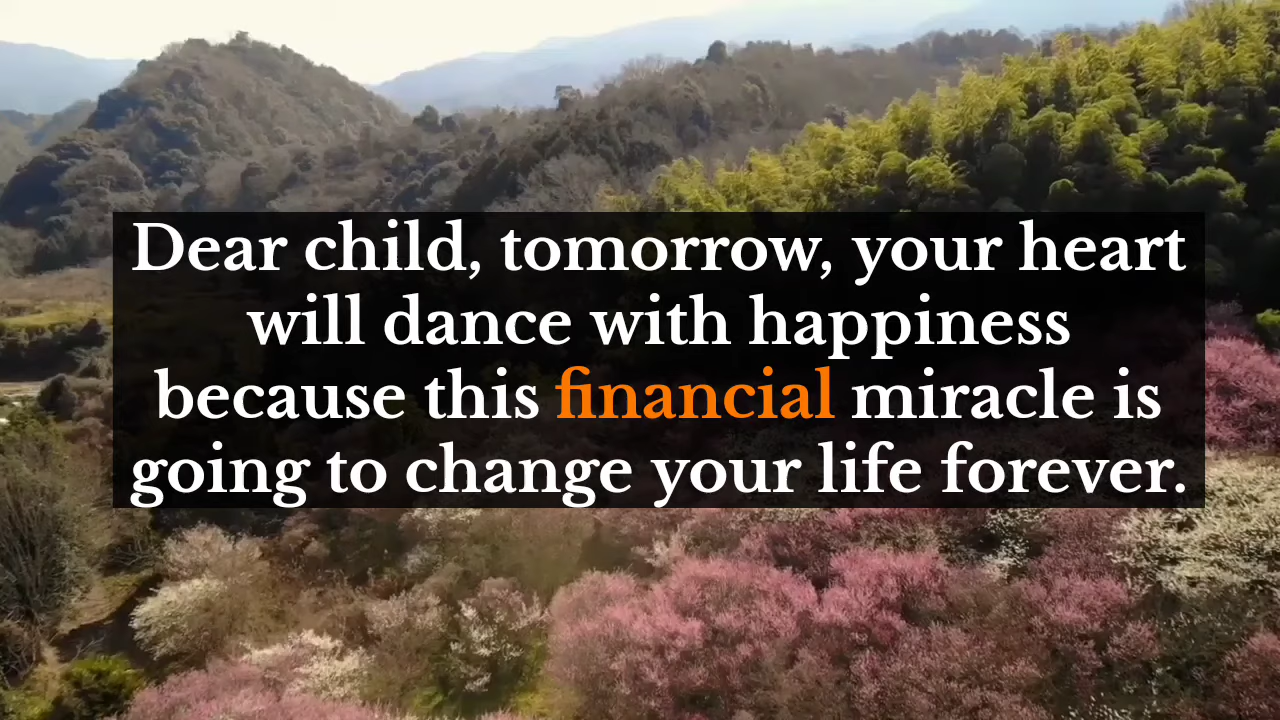 Dear child, tomorrow, your heart
will dance with happiness
because this financial miracle is
going to change your life forever.